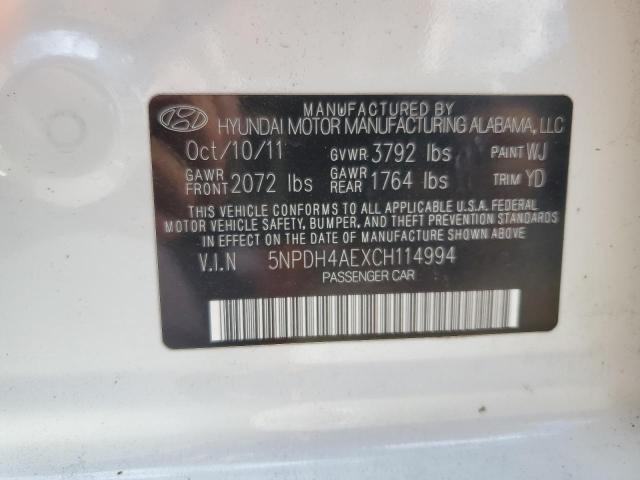 MANUFACTURED BY
HYUNDAI MOTOR MANUFACTURING ALABAMA, LLC
Oct/10/11 GVWR 3792 lbs PAINT WJ
GAWR FRONT 2072 lbs GAWR REAR 1764 lbs TRIM YD
THIS VEHICLE CONFORMS TO ALL APPLICABLE U.S.A. FEDERAL
MOTOR VEHICLE SAFETY, BUMPER, AND THEFT PREVENTION STANDARDS
IN EFFECT ON THE DATE OF MANUFACTURE SHOWN ABOVE
V.I.N 5NPDH4AEXCH114994
PASSENGER CAR